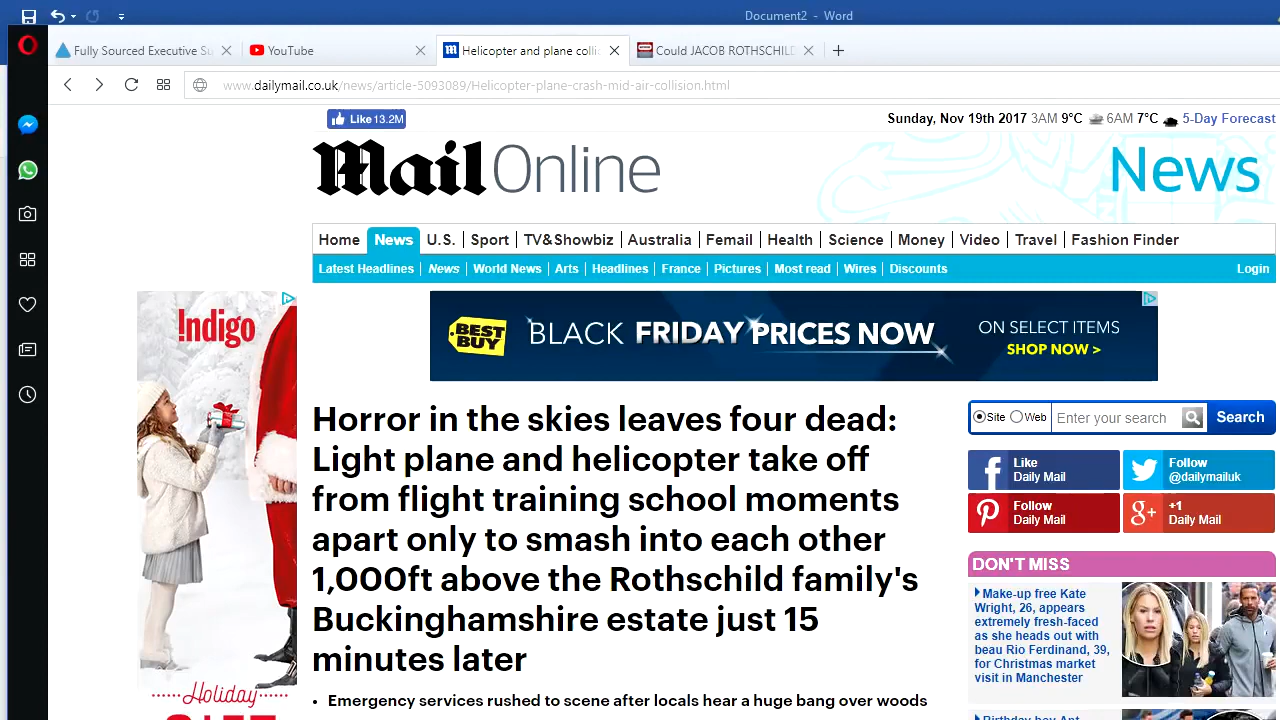 Document2 - Word
Fully Sourced Executive Su
YouTube
Helicopter and plane collic
Could JACOB ROTHSCHILD
www.dailymail.co.uk/news/article-5093089/Helicopter-plane-crash-mid-air-collision.html
Like 13.2M
Sunday, Nov 19th 2017 3AM 9°C 6AM 7°C 5-Day Forecast
Mail Online
News
Home News U.S. Sport TV&Showbiz Australia Femail Health Science Money Video Travel Fashion Finder
Latest Headlines News World News Arts Headlines France Pictures Most read Wires Discounts Login
Indigo
BEST BUY
BLACK FRIDAY PRICES NOW
ON SELECT ITEMS
SHOP NOW >
Horror in the skies leaves four dead:
Light plane and helicopter take off
from flight training school moments
apart only to smash into each other
1,000ft above the Rothschild family's
Buckinghamshire estate just 15
minutes later
• Emergency services rushed to scene after locals hear a huge bang over woods
Site Web Enter your search Search
Like
Daily Mail
Follow
@dailymailuk
Follow
Daily Mail
+1
Daily Mail
DON'T MISS
Make-up free Kate
Wright, 26, appears
extremely fresh-faced
as she heads out with
beau Rio Ferdinand, 39,
for Christmas market
visit in Manchester
Holiday